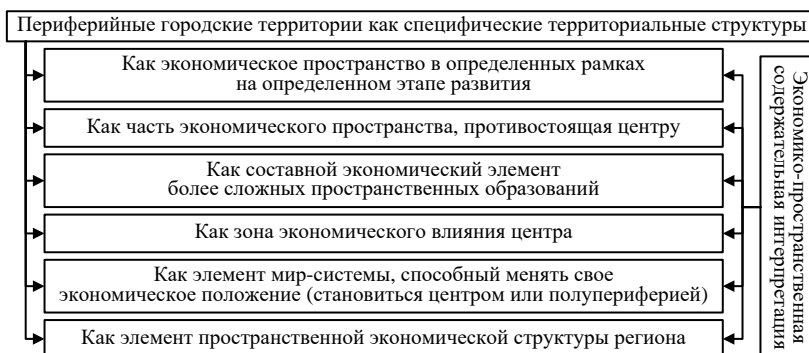 Периферийные городские территории как специфические территориальные структуры
Как экономическое пространство в определенных рамках
на определенном этапе развития
Как часть экономического пространства, противостоящая центру
Как составной экономический элемент
более сложных пространственных образований
Как зона экономического влияния центра
Как элемент мир-системы, способный менять свое
экономическое положение (становиться центром или полупериферией)
Как элемент пространственной экономической структуры региона
Экономико-пространственная
содержательная интерпретация